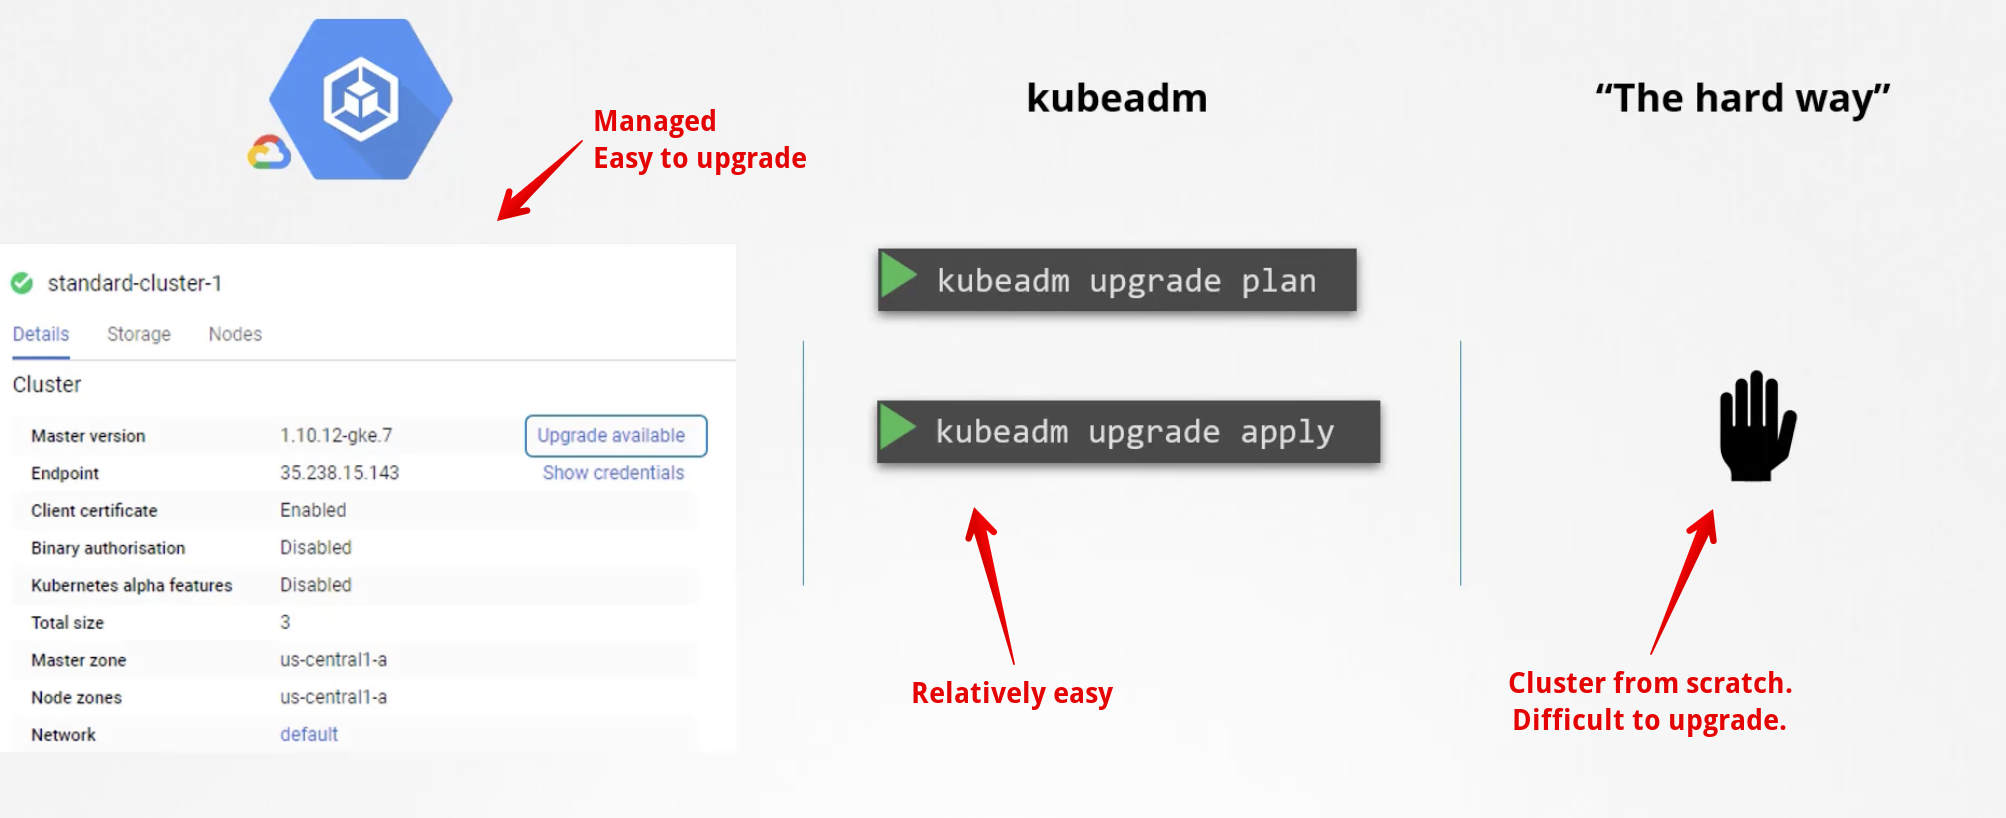 Managed
Easy to upgrade
standard-cluster-1
Details Storage Nodes
Cluster
Master version 1.10.12-gke.7 Upgrade available
Endpoint 35.238.15.143 Show credentials
Client certificate Enabled
Binary authorisation Disabled
Kubernetes alpha features Disabled
Total size 3
Master zone us-central1-a
Node zones us-central1-a
Network default
kubeadm
kubeadm upgrade plan
kubeadm upgrade apply
Relatively easy
“The hard way”
Cluster from scratch.
Difficult to upgrade.